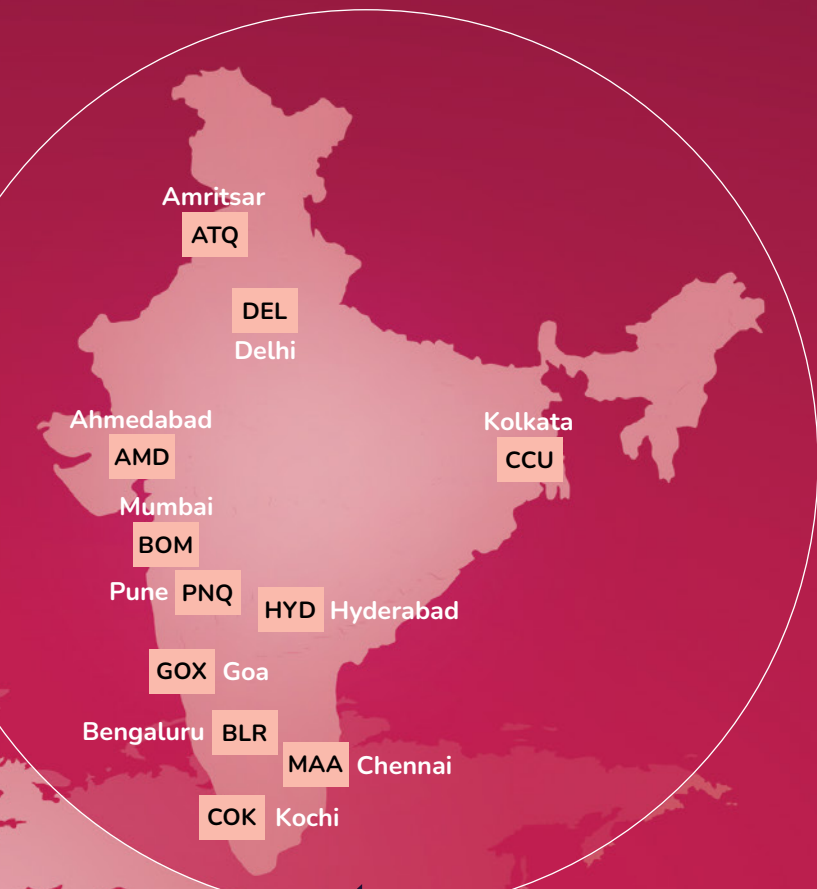 Amritsar
ATQ
DEL
Delhi
Ahmedabad
AMD
Kolkata
CCU
Mumbai
BOM
Pune PNQ
HYD Hyderabad
GOX Goa
Bengaluru BLR
MAA Chennai
COK Kochi